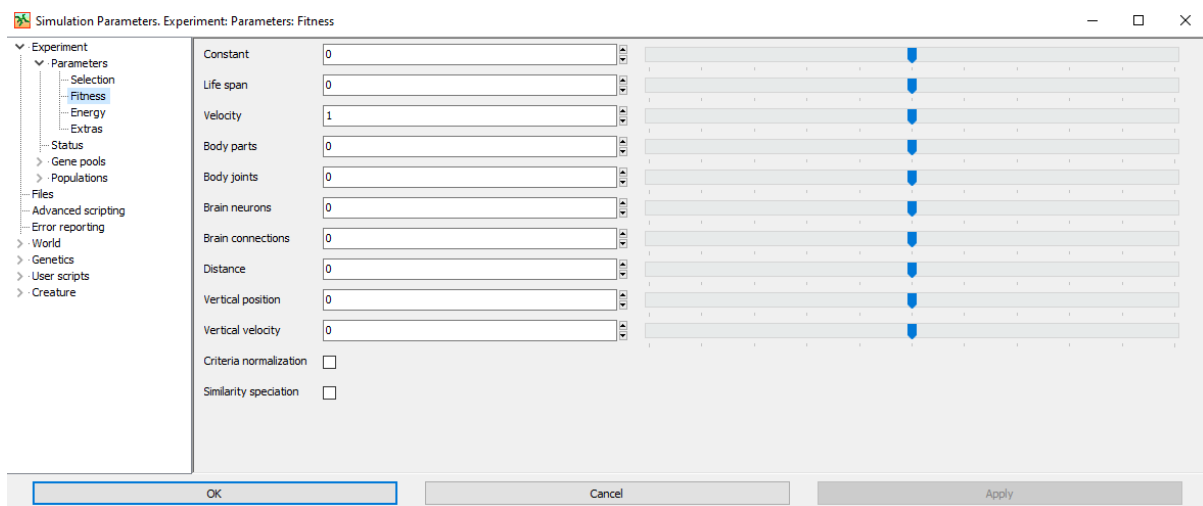 Simulation Parameters. Experiment: Parameters: Fitness
Experiment
Parameters
Selection
Fitness
Energy
Extras
Status
Gene pools
Populations
Files
Advanced scripting
Error reporting
World
Genetics
User scripts
Creature
Constant 0
Life span 0
Velocity 1
Body parts 0
Body joints 0
Brain neurons 0
Brain connections 0
Distance 0
Vertical position 0
Vertical velocity 0
Criteria normalization
Similarity speciation
OK Cancel Apply